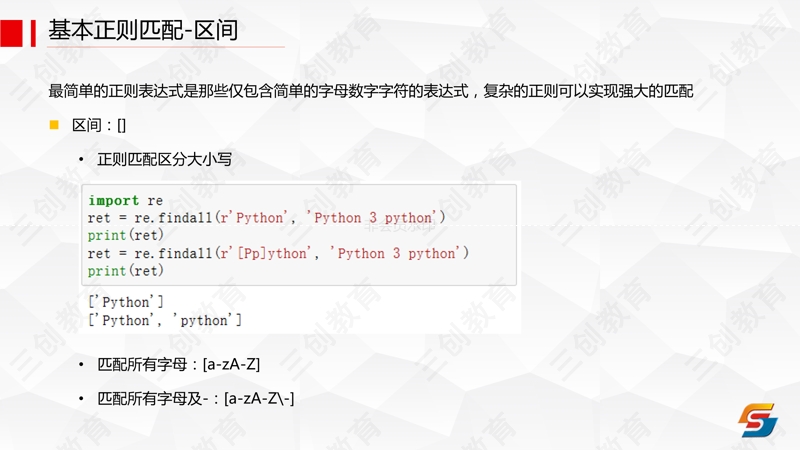 基本正则匹配-区间
最简单的正则表达式是那些仅包含简单的字母数字字符的表达式，复杂的正则可以实现强大的匹配
区间：[]
• 正则匹配区分大小写
import re
ret = re.findall(r'Python', 'Python 3 python')
print(ret)
ret = re.findall(r'[Pp]ython', 'Python 3 python')
print(ret)
['Python']
['Python', 'python']
• 匹配所有字母：[a-zA-Z]
• 匹配所有字母及-：[a-zA-Z\-]
三创教育